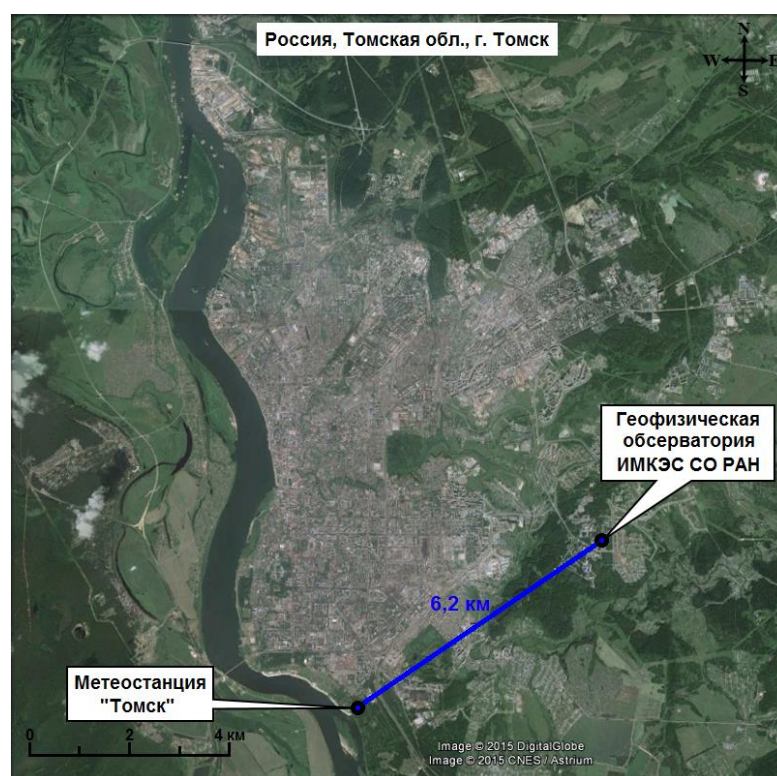 Россия, Томская обл., г. Томск
N
W E
S
Геофизическая
обсерватория
ИМКЭС СО РАН
6,2 км
Метеостанция
"Томск"
0 2 4 км
Image © 2015 DigitalGlobe
Image © 2015 CNES / Astrium